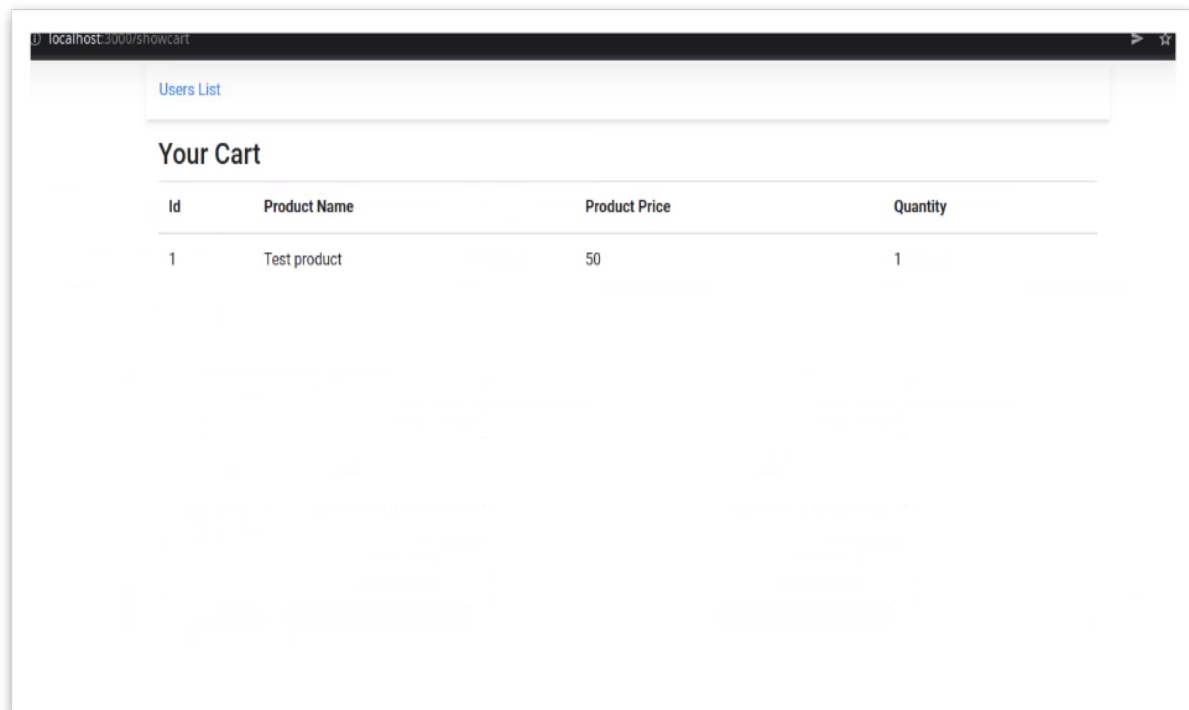 localhost:3000/showcart
Users List
Your Cart
Id Product Name Product Price Quantity
1 Test product 50 1